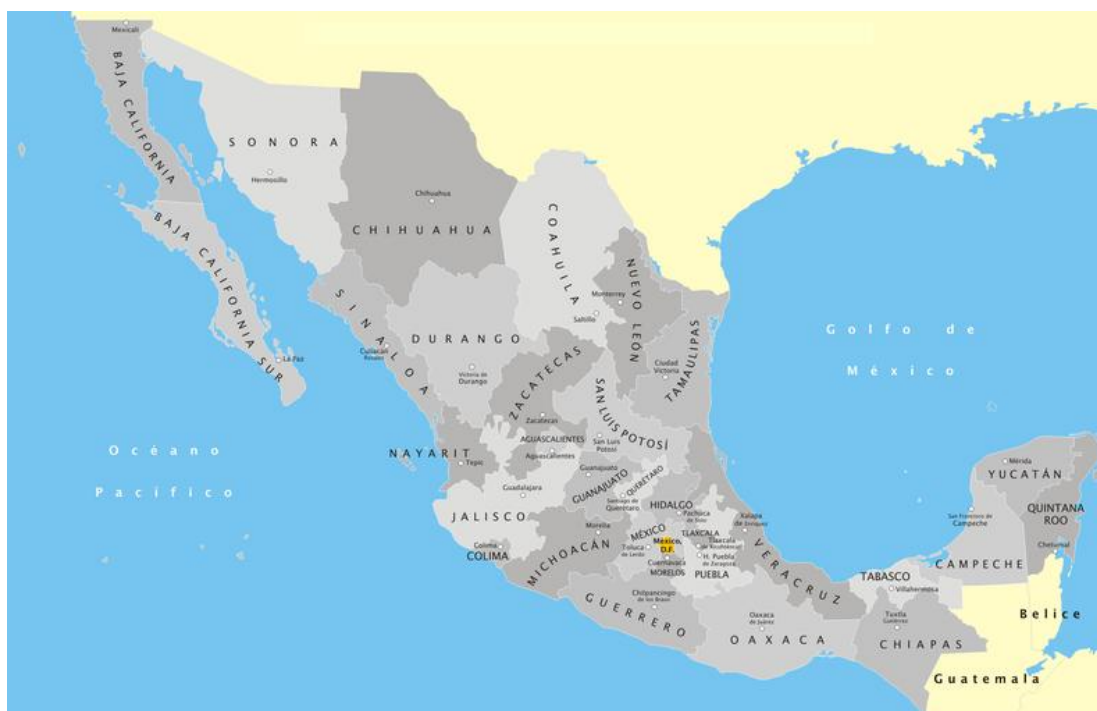 Mexicali
BAJA CALIFORNIA
SONORA
Hermosillo
Chihuahua
CHIHUAHUA
COAHUILA
BAJA CALIFORNIA SUR
La Paz
NUEVO LEÓN
Monterrey
Saltillo
SINALOA
Culiacán
Rosales
DURANGO
Victoria de
Durango
TAMAULIPAS
Ciudad
Victoria
ZACATECAS
Zacatecas
SAN LUIS POTOSÍ
San Luis
Potosí
Golfo de
México
Océano
Pacífico
NAYARIT
Tepic
AGUASCALIENTES
Aguascalientes
Guanajuato
GUANAJUATO
QUERÉTARO
Santiago de
Querétaro
Guadalajara
JALISCO
HIDALGO
Pachuca
de Soto
Colima
COLIMA
Morelia
MICHOACÁN
MÉXICO
Toluca
de Lerdo
México,
D.F.
Cuernavaca
MORELOS
TLAXCALA
Tlaxcala
de Xicohténcatl
H. Puebla
de Zaragoza
PUEBLA
Xalapa
de Enríquez
VERACRUZ
Chilpancingo
de los Bravo
GUERRERO
Oaxaca
de Juárez
OAXACA
TABASCO
Villahermosa
Tuxtla
Gutiérrez
CHIAPAS
Mérida
YUCATÁN
QUINTANA
ROO
San Francisco de
Campeche
Chetumal
CAMPECHE
Belice
Guatemala